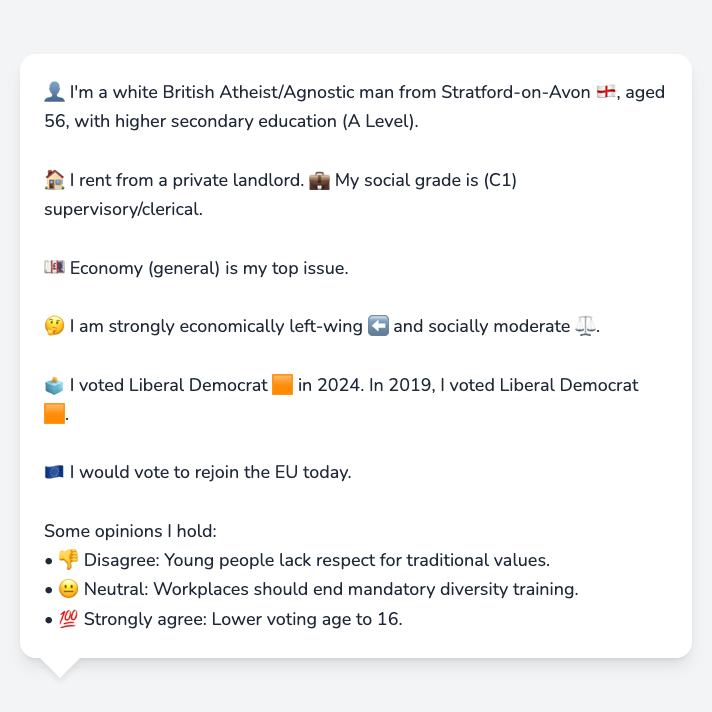 👤 I'm a white British Atheist/Agnostic man from Stratford-on-Avon 🏴󠁧󠁢󠁥󠁮󠁧󠁿, aged
56, with higher secondary education (A Level).
🏠 I rent from a private landlord. 💼 My social grade is (C1)
supervisory/clerical.
💷 Economy (general) is my top issue.
🤔 I am strongly economically left-wing ⬅️ and socially moderate ⚖️.
🗳️ I voted Liberal Democrat 🟧 in 2024. In 2019, I voted Liberal Democrat
🟧.
🇪🇺 I would vote to rejoin the EU today.
Some opinions I hold:
• 👎 Disagree: Young people lack respect for traditional values.
• 😐 Neutral: Workplaces should end mandatory diversity training.
• 💯 Strongly agree: Lower voting age to 16.